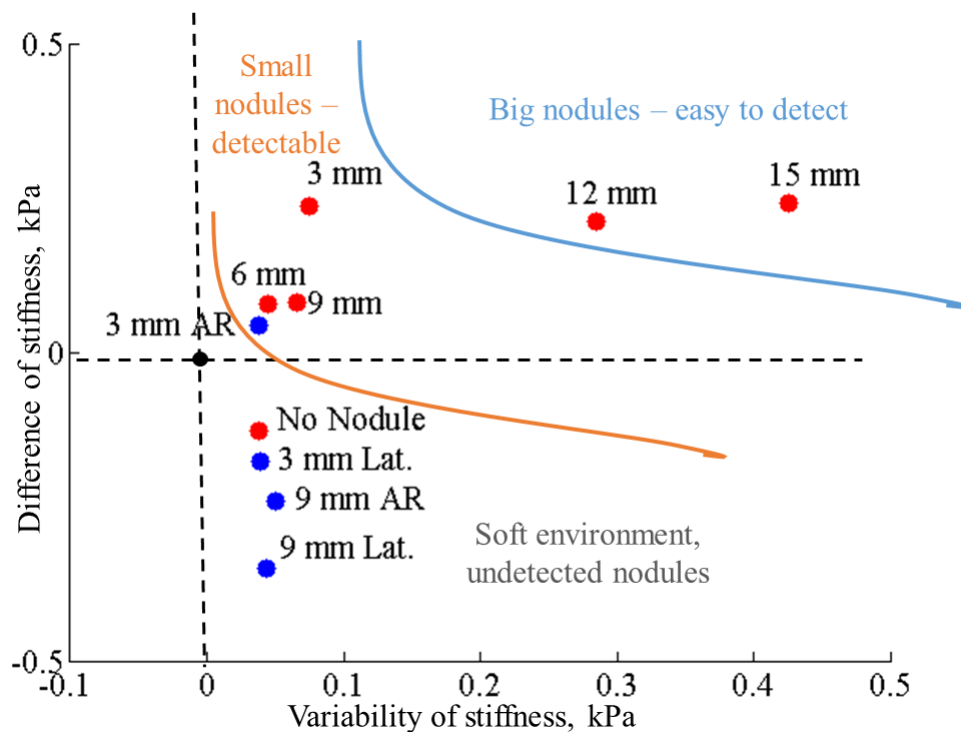 0.5
Small
nodules –
detectable
Big nodules – easy to detect
3 mm
12 mm
15 mm
6 mm
9 mm
3 mm AR
0
No Nodule
3 mm Lat.
9 mm AR
9 mm Lat.
Soft environment,
undetected nodules
-0.5
-0.1
0
0.1
0.2
0.3
0.4
0.5
Variability of stiffness, kPa
Difference of stiffness, kPa